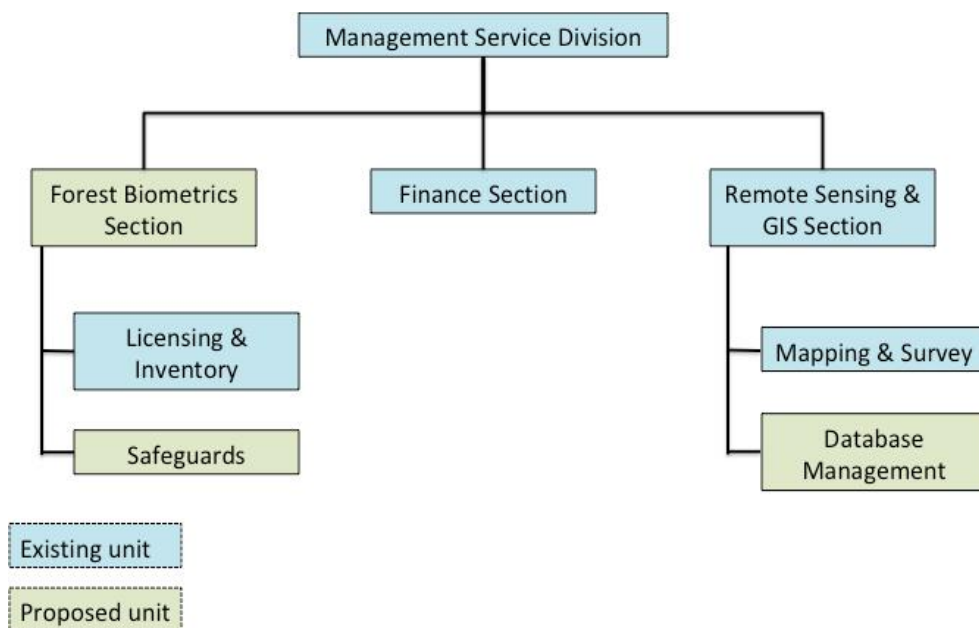 Management Service Division
Forest Biometrics
Section
Finance Section
Remote Sensing &
GIS Section
Licensing &
Inventory
Mapping & Survey
Safeguards
Database
Management
Existing unit
Proposed unit